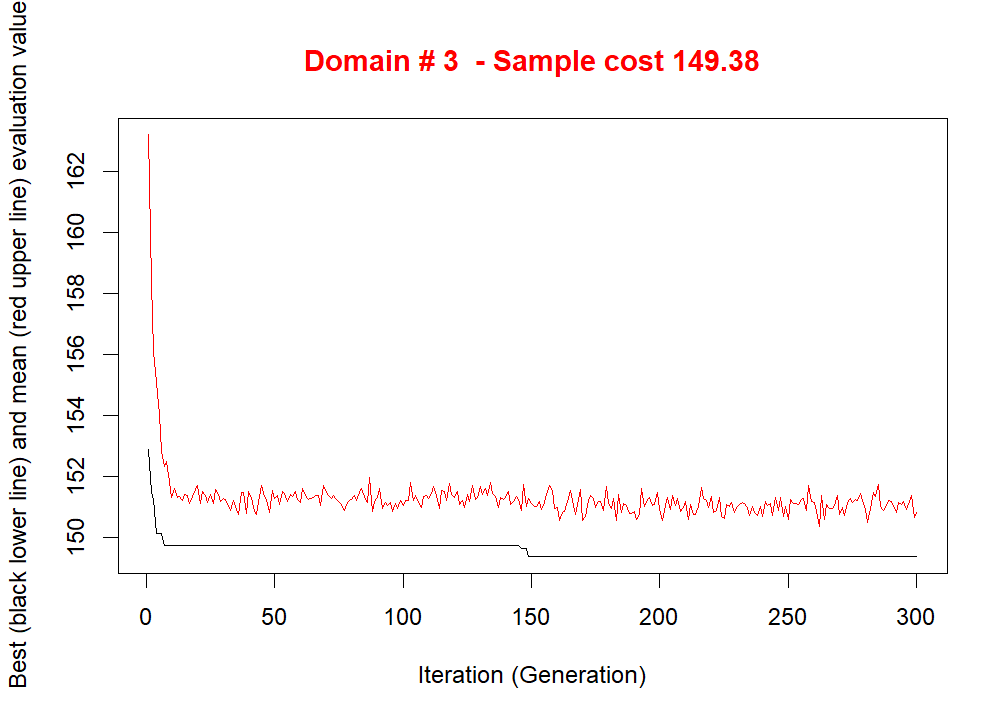 Domain # 3  - Sample cost 149.38
Best (black lower line) and mean (red upper line) evaluation value
162
160
158
156
154
152
150
0 50 100 150 200 250 300
Iteration (Generation)